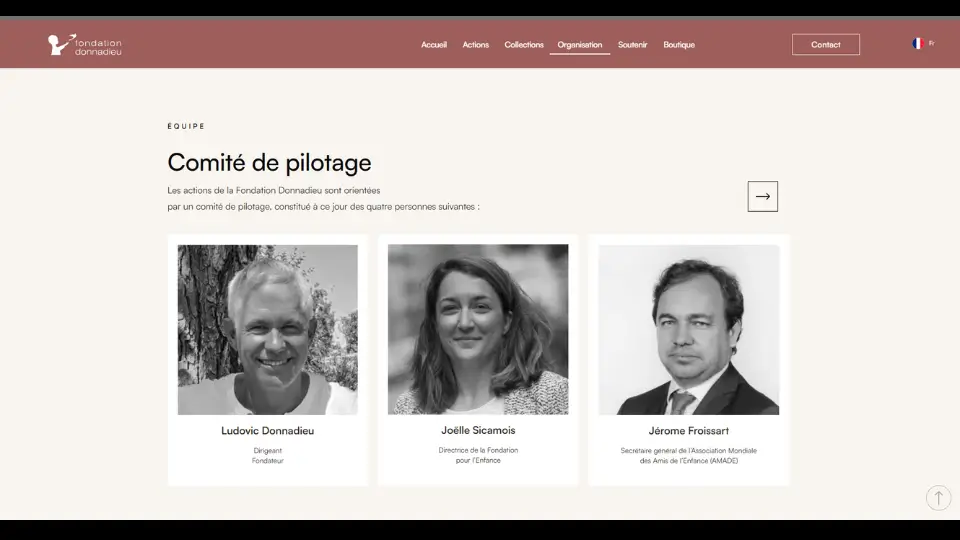 fondation
donnadieu
Accueil Actions Collections Organisation Soutenir Boutique Contact Fr
ÉQUIPE
Comité de pilotage
Les actions de la Fondation Donnadieu sont orientées
par un comité de pilotage, constitué à ce jour des quatre personnes suivantes :
Ludovic Donnadieu
Dirigeant
Fondateur
Joëlle Sicamois
Directrice de la Fondation
pour l'Enfance
Jérome Froissart
Secrétaire général de l'Association Mondiale
des Amis de l'Enfance (AMADE)